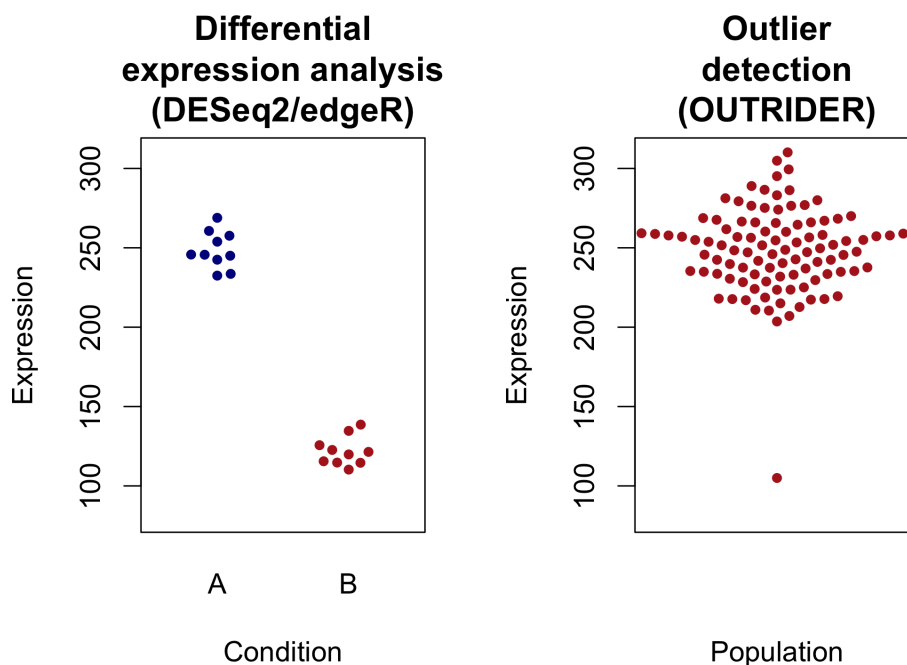 Differential
expression analysis
(DESeq2/edgeR)
Expression
300
250
200
150
100
A B
Condition
Outlier
detection
(OUTRIDER)
Expression
300
250
200
150
100
Population